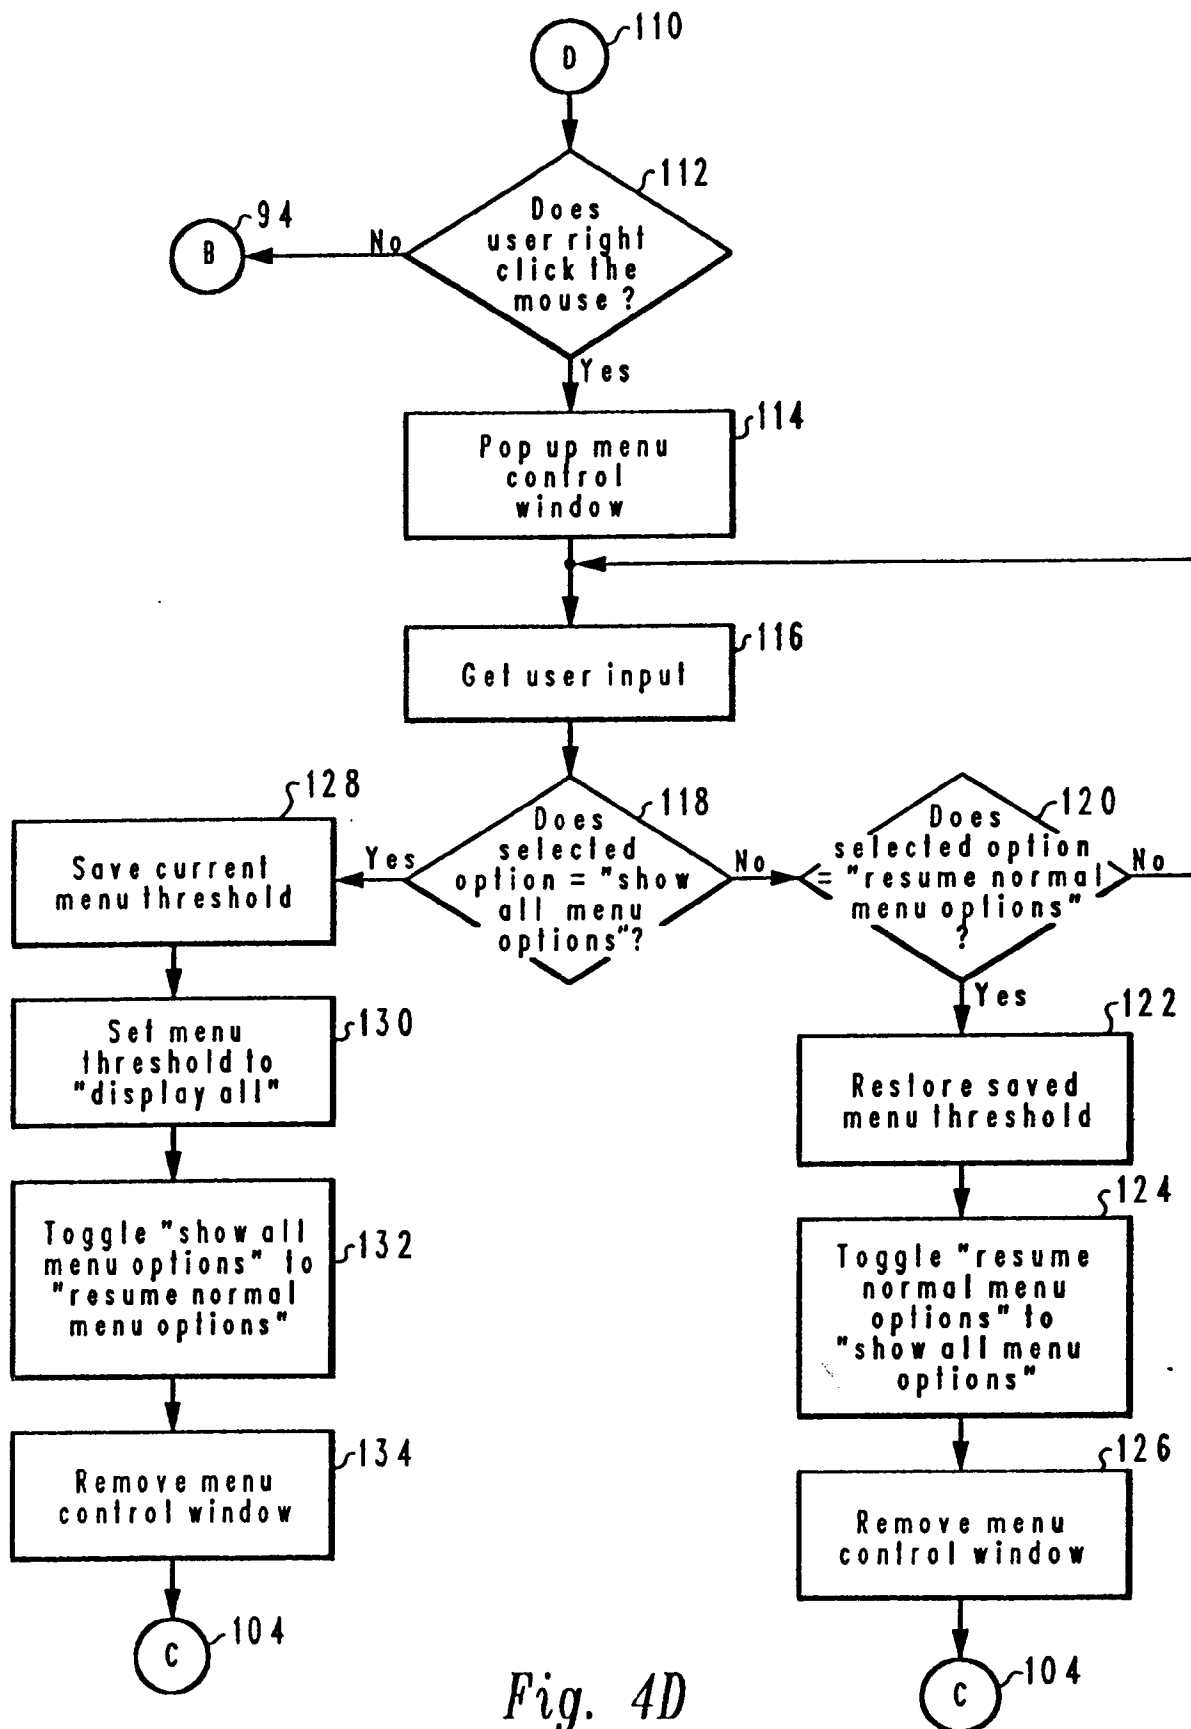 110
D
112
Does
user right
click the
mouse ?
94
B
No
Yes
114
Pop up menu
control
window
116
Get user input
118
Does
selected
option = "show
all menu
options"?
Yes
No
128
Save current
menu threshold
130
Set menu
threshold to
"display all"
132
Toggle "show all
menu options" to
"resume normal
menu options"
134
Remove menu
control window
104
C
120
Does
selected option
= "resume normal
menu options"
?
No
Yes
122
Restore saved
menu threshold
124
Toggle "resume
normal menu
options" to
"show all menu
options"
126
Remove menu
control window
104
C
Fig. 4D